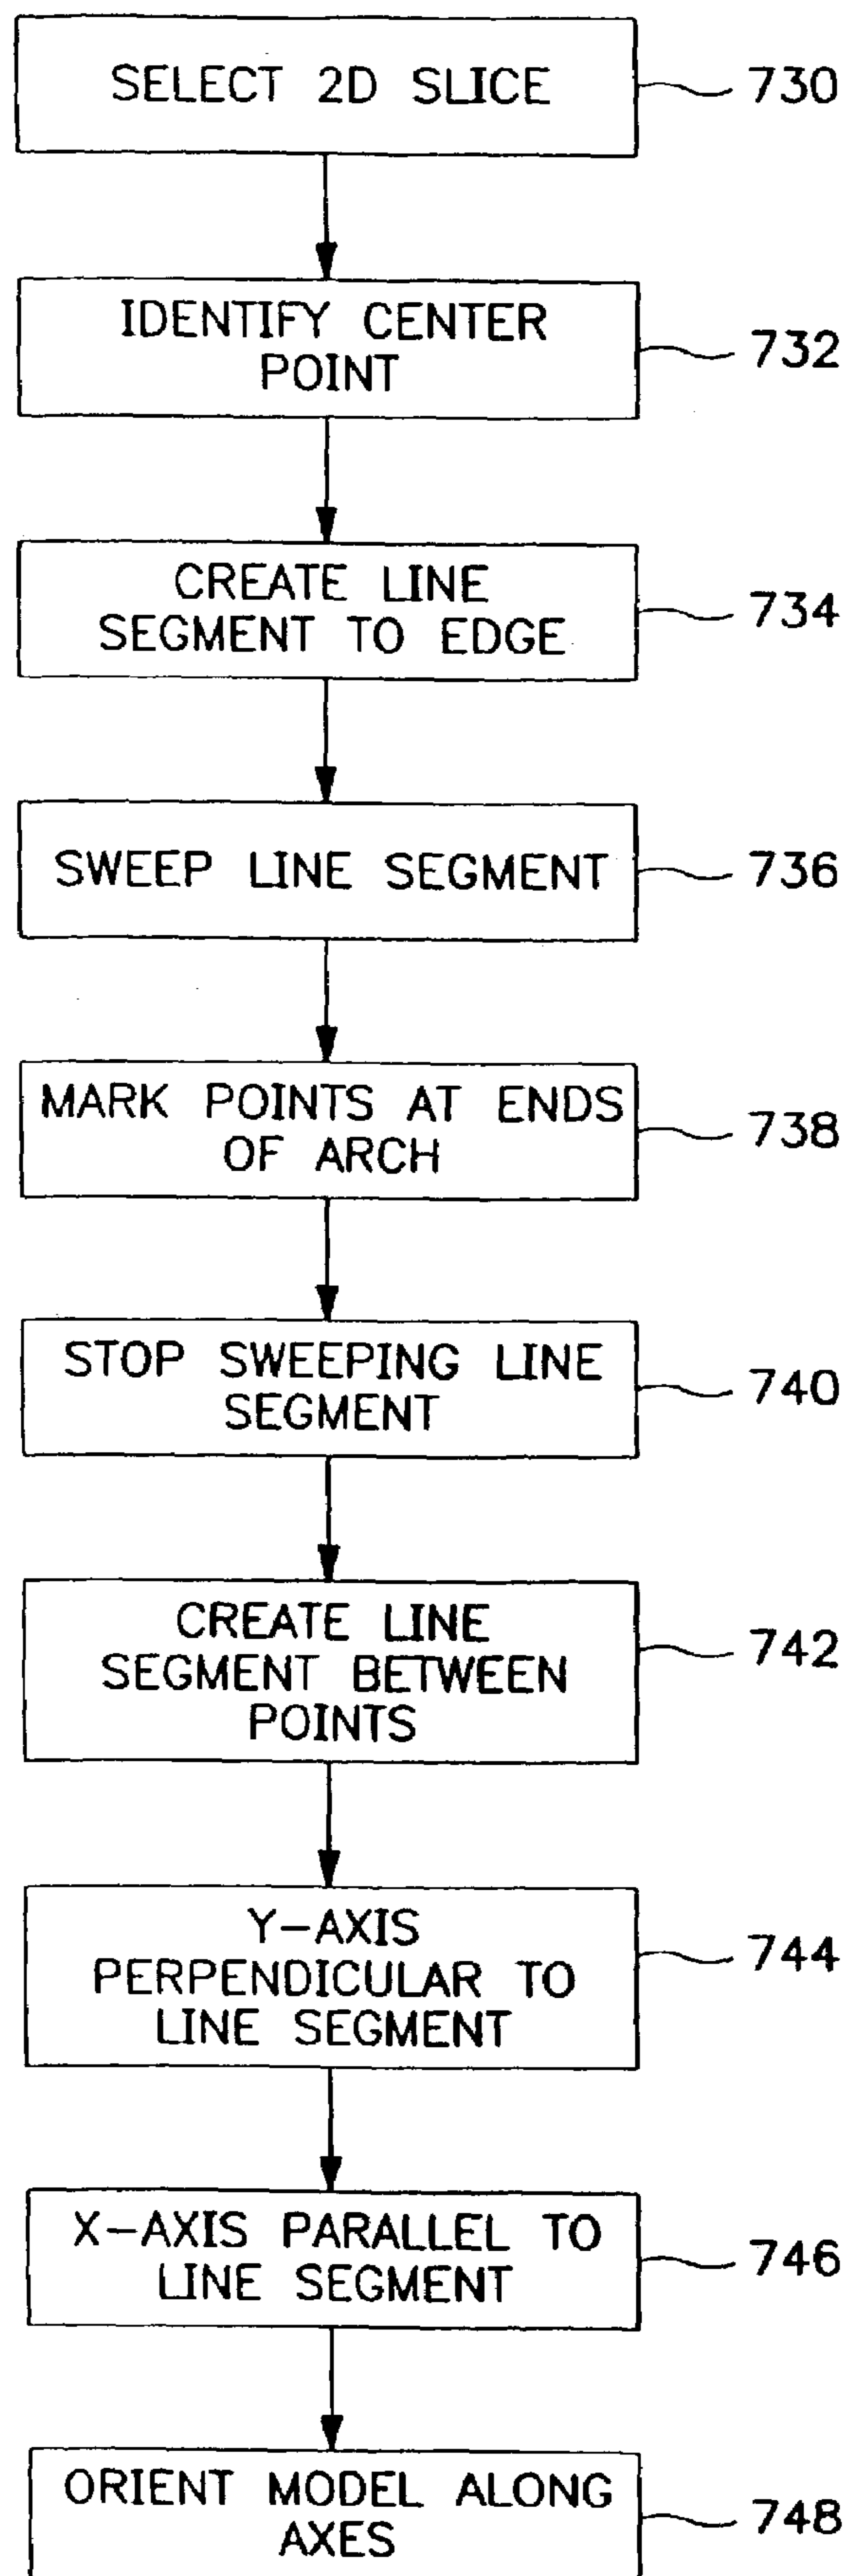 SELECT 2D SLICE
730
IDENTIFY CENTER
POINT
732
CREATE LINE
SEGMENT TO EDGE
734
SWEEP LINE SEGMENT
736
MARK POINTS AT ENDS
OF ARCH
738
STOP SWEEPING LINE
SEGMENT
740
CREATE LINE
SEGMENT BETWEEN
POINTS
742
Y-AXIS
PERPENDICULAR TO
LINE SEGMENT
744
X-AXIS PARALLEL TO
LINE SEGMENT
746
ORIENT MODEL ALONG
AXES
748